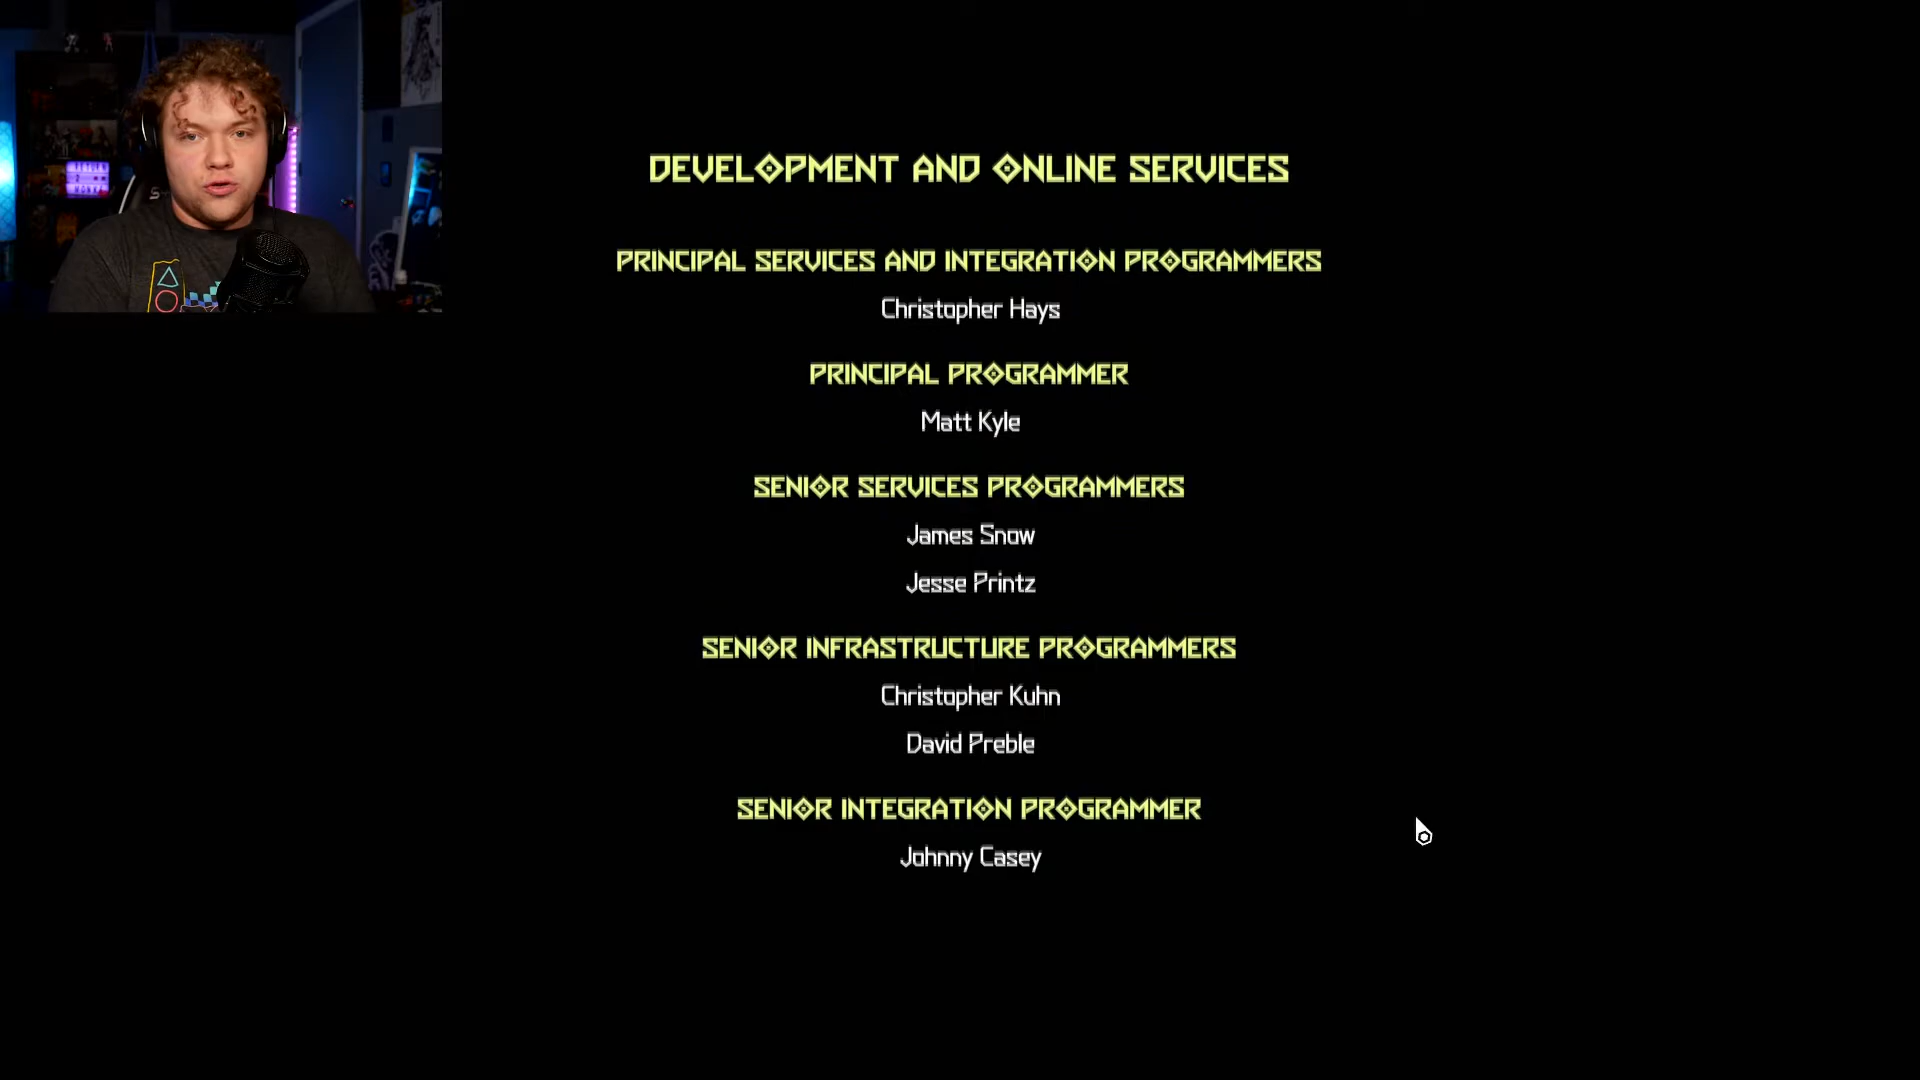 DEVELOPMENT AND ONLINE SERVICES
PRINCIPAL SERVICES AND INTEGRATION PROGRAMMERS
Christopher Hays
PRINCIPAL PROGRAMMER
Matt Kyle
SENIOR SERVICES PROGRAMMERS
James Snow
Jesse Printz
SENIOR INFRASTRUCTURE PROGRAMMERS
Christopher Kuhn
David Preble
SENIOR INTEGRATION PROGRAMMER
Johnny Casey